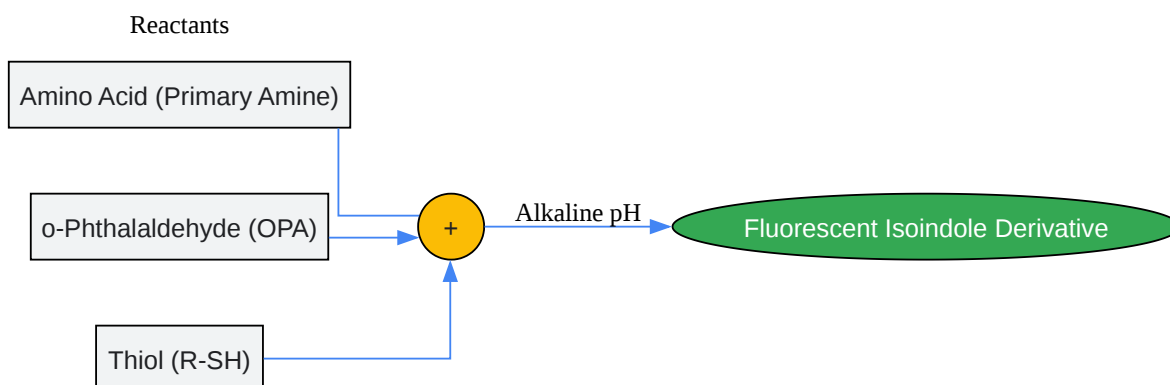 Reactants
Amino Acid (Primary Amine)
o-Phthalaldehyde (OPA)
+
Alkaline pH
Fluorescent Isoindole Derivative
Thiol (R-SH)